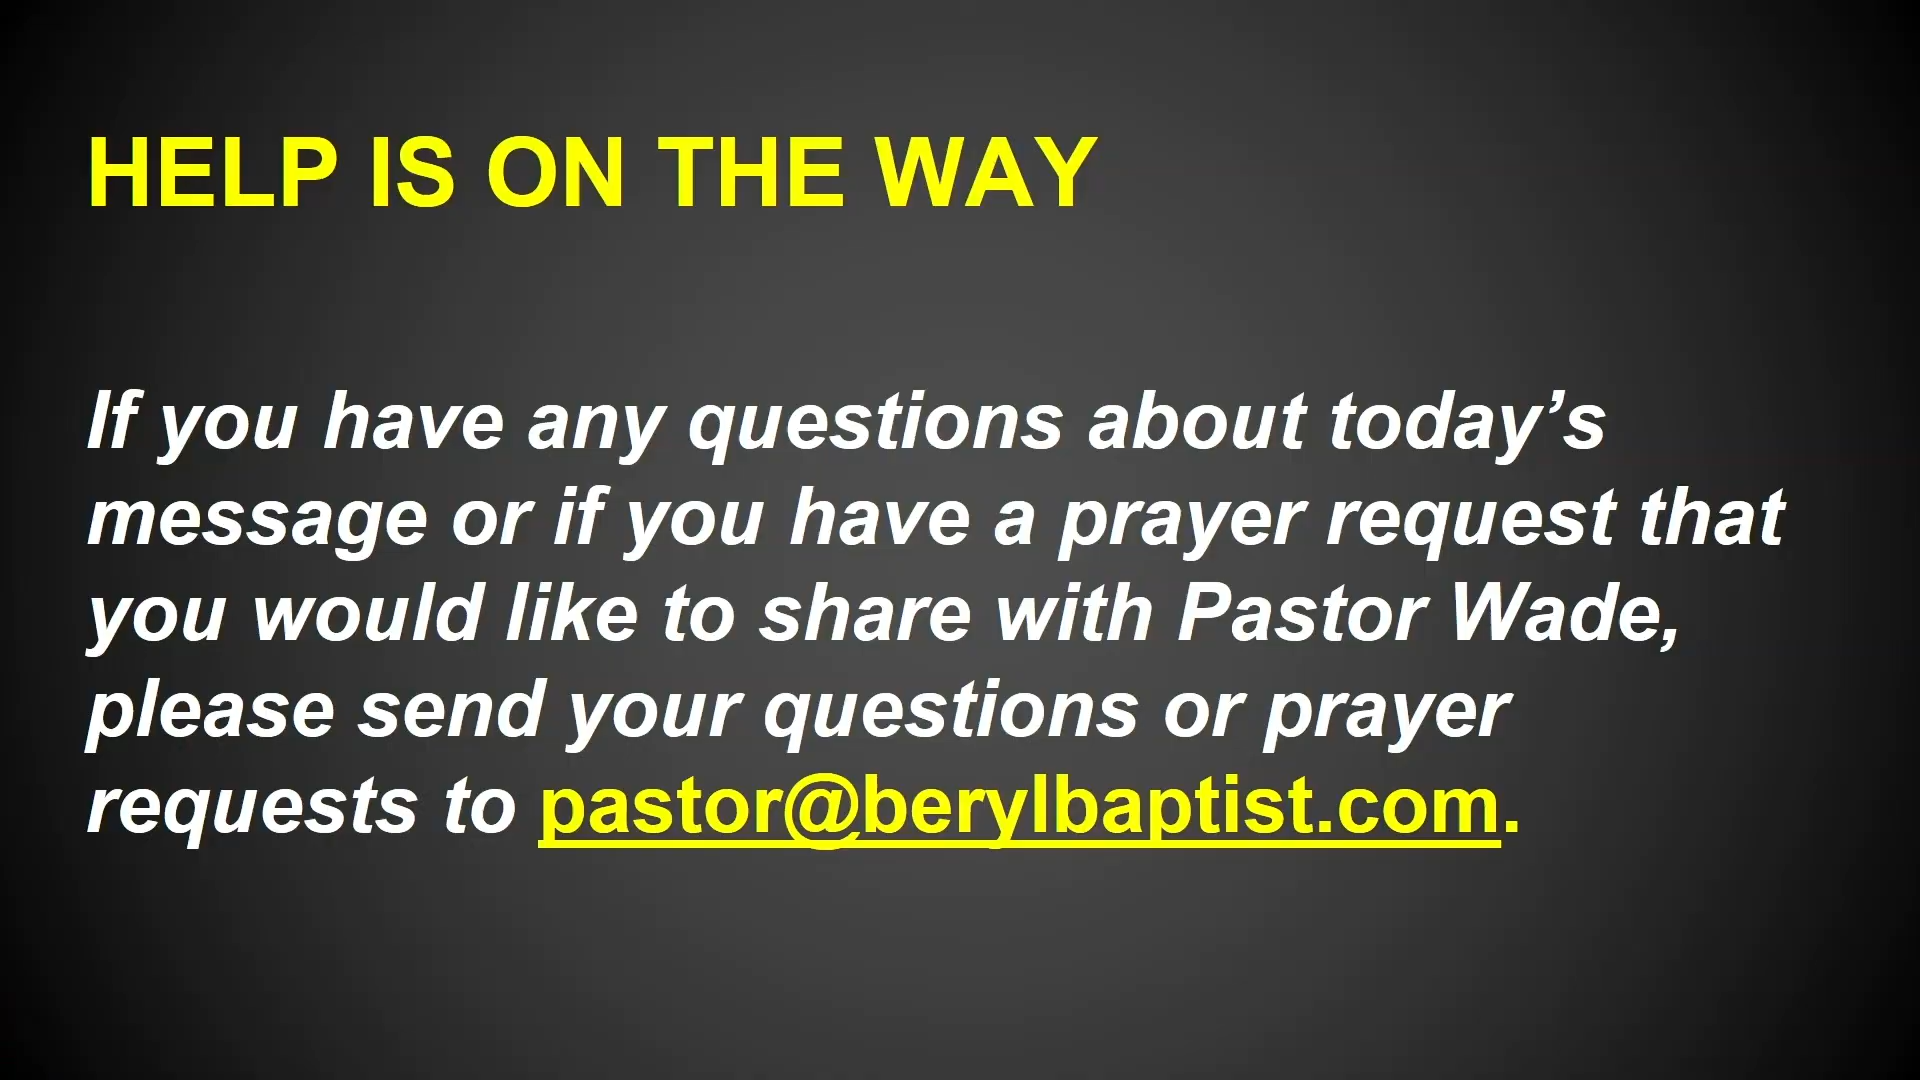 HELP IS ON THE WAY
If you have any questions about today’s
message or if you have a prayer request that
you would like to share with Pastor Wade,
please send your questions or prayer
requests to pastor@berylbaptist.com.